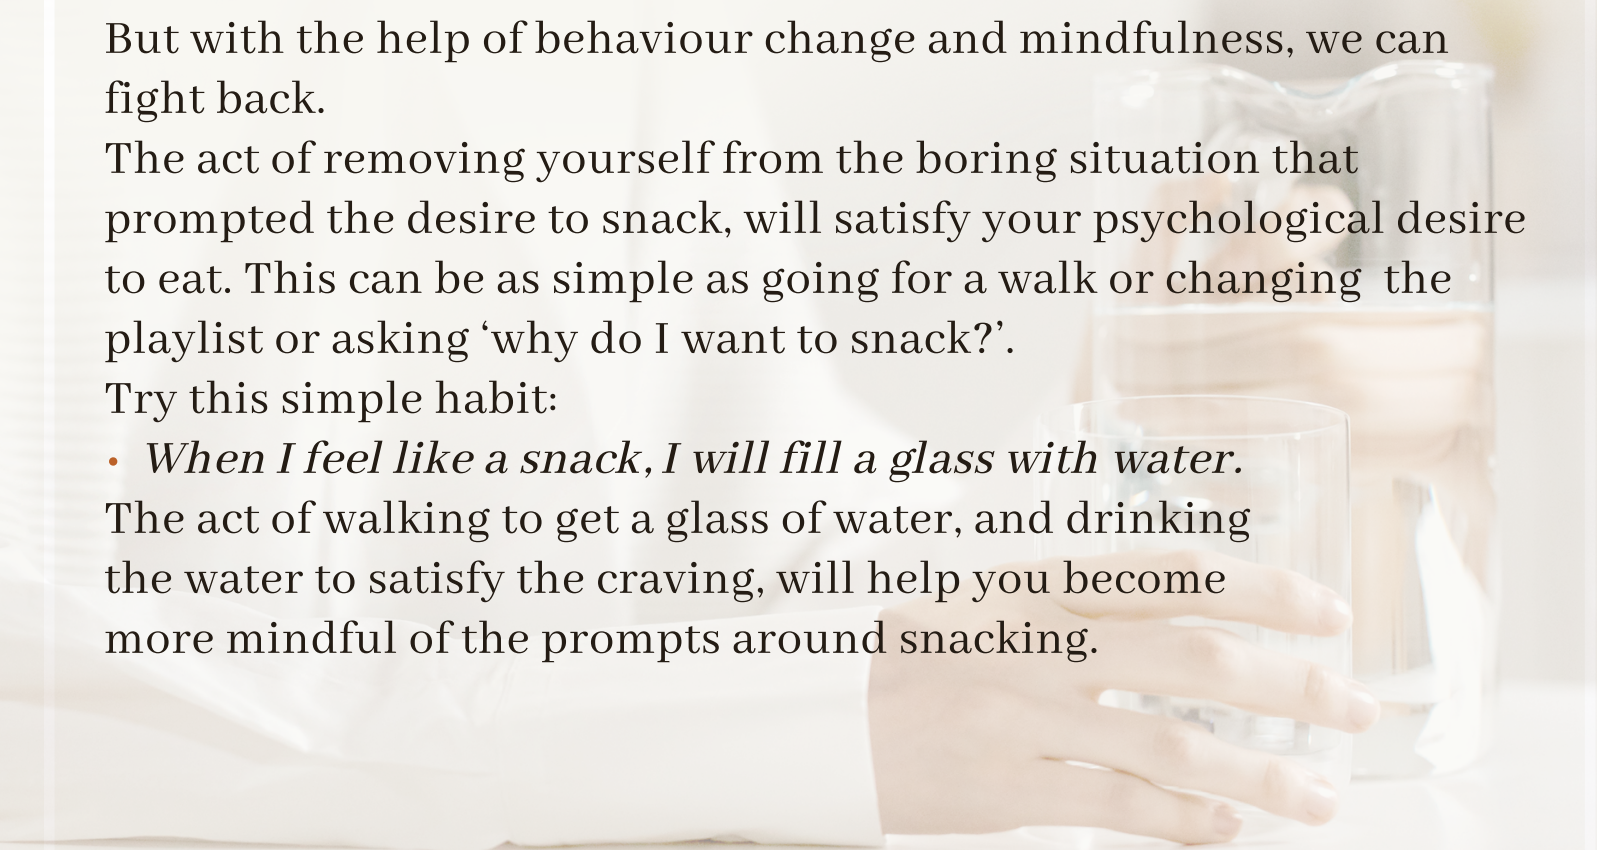 But with the help of behaviour change and mindfulness, we can
fight back.
The act of removing yourself from the boring situation that
prompted the desire to snack, will satisfy your psychological desire
to eat. This can be as simple as going for a walk or changing  the
playlist or asking ‘why do I want to snack?’.
Try this simple habit:
• When I feel like a snack, I will fill a glass with water.
The act of walking to get a glass of water, and drinking
the water to satisfy the craving, will help you become
more mindful of the prompts around snacking.